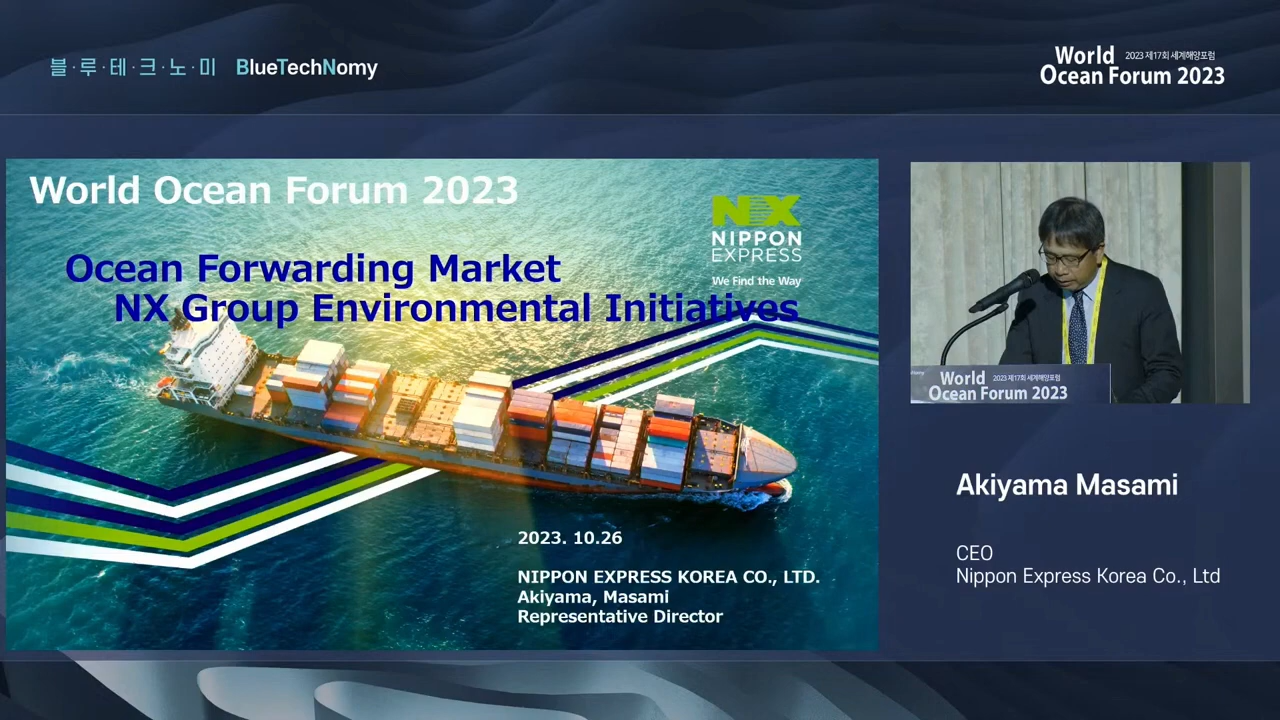 블·루·테·크·노·미 BlueTechNomy
World 2023 제17회 세계해양포럼
Ocean Forum 2023
World Ocean Forum 2023
NX
NIPPON
EXPRESS
We Find the Way
Ocean Forwarding Market
NX Group Environmental Initiatives
2023. 10.26
NIPPON EXPRESS KOREA CO., LTD.
Akiyama, Masami
Representative Director
World 2023 제17회 세계해양포럼
Ocean Forum 2023
Akiyama Masami
CEO
Nippon Express Korea Co., Ltd